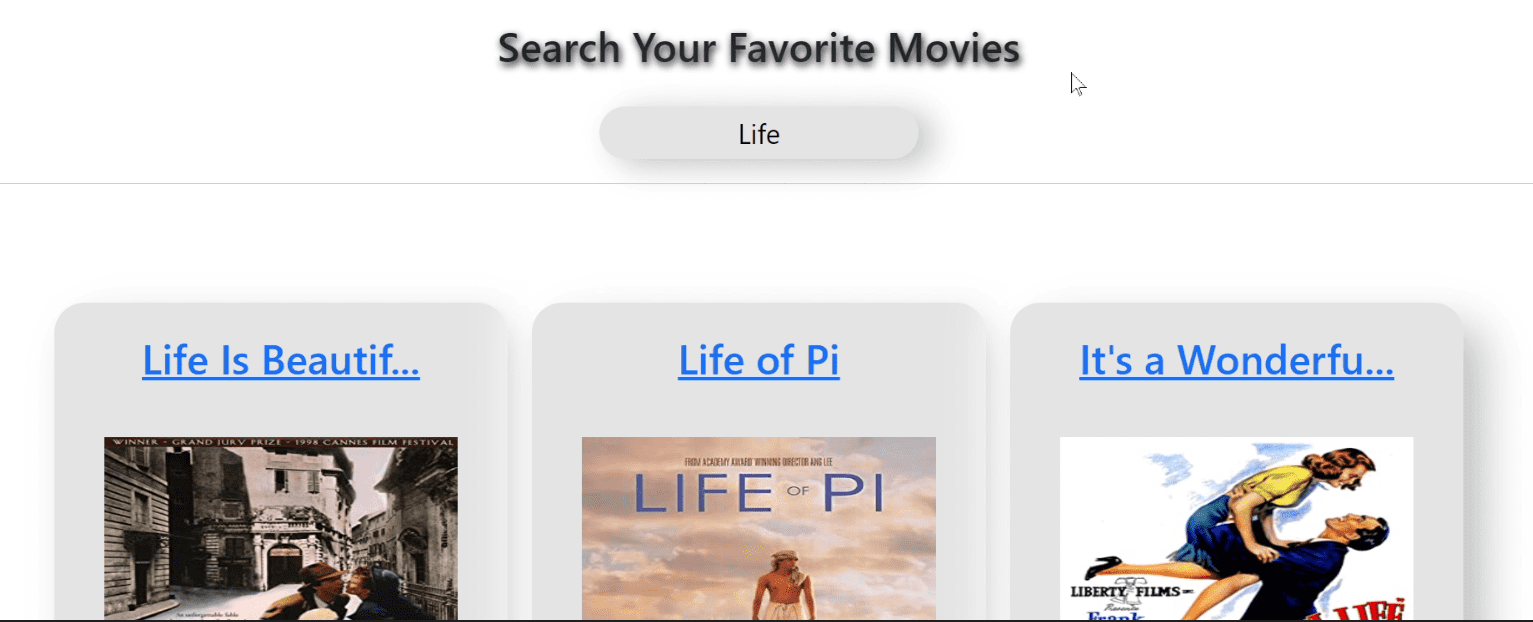 Search Your Favorite Movies
Life
Life Is Beautif...
Life of Pi
It's a Wonderfu...
WINNER - GRAND JURY PRIZE - 1998 CANNES FILM FESTIVAL
FROM ACADEMY AWARD WINNING DIRECTOR ANG LEE
LIFE OF PI
An unforgettable fable
LIBERTY FILMS INC
Presents
Frank
A LIFE